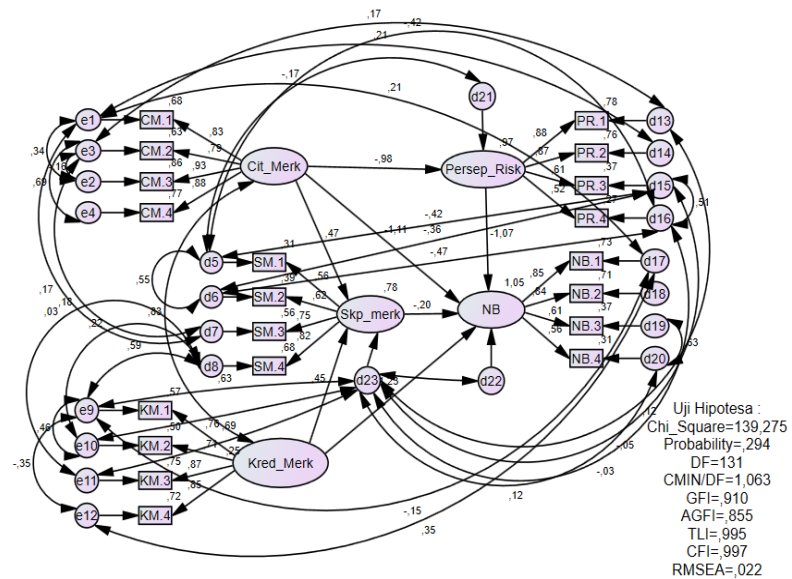 ,17
-,42
,21
-,17
,21
d21
,68
,78
e1
CM.1
PR.1
d13
,83
,88
,97
,63
,76
,34
e3
CM.2
,79
,87
PR.2
d14
-,16
,86
,93
Cit_Merk
-,98
Persep_Risk
,37
,69
e2
CM.3
,61
PR.3
d15
,77
,88
,52
,27
,51
e4
CM.4
PR.4
d16
-,42
-1,11
-,36
,47
-,47
-1,07
,73
,31
d5
SM.1
,85
NB.1
d17
,55
,39
,56
,71
d6
SM.2
,84
NB.2
d18
,62
,78
1,05
,37
,17
,03
,18
,83
,56
,75
Skp_merk
-,20
NB
,61
NB.3
d19
,22
d7
SM.3
,82
,56
,31
,59
,68
d8
SM.4
NB.4
d20
,63
,63
,45
d23
,23
d22
,57
e9
KM.1
,12
,46
,50
,76
,69
e10
KM.2
,71
,25
-,05
,75
,87
Kred_Merk
-,03
-,35
e11
KM.3
,85
,72
,12
e12
KM.4
-,15
,35
Uji Hipotesa :
Chi_Square=139,275
Probability=,294
DF=131
CMIN/DF=1,063
GFI=,910
AGFI=,855
TLI=,995
CFI=,997
RMSEA=,022